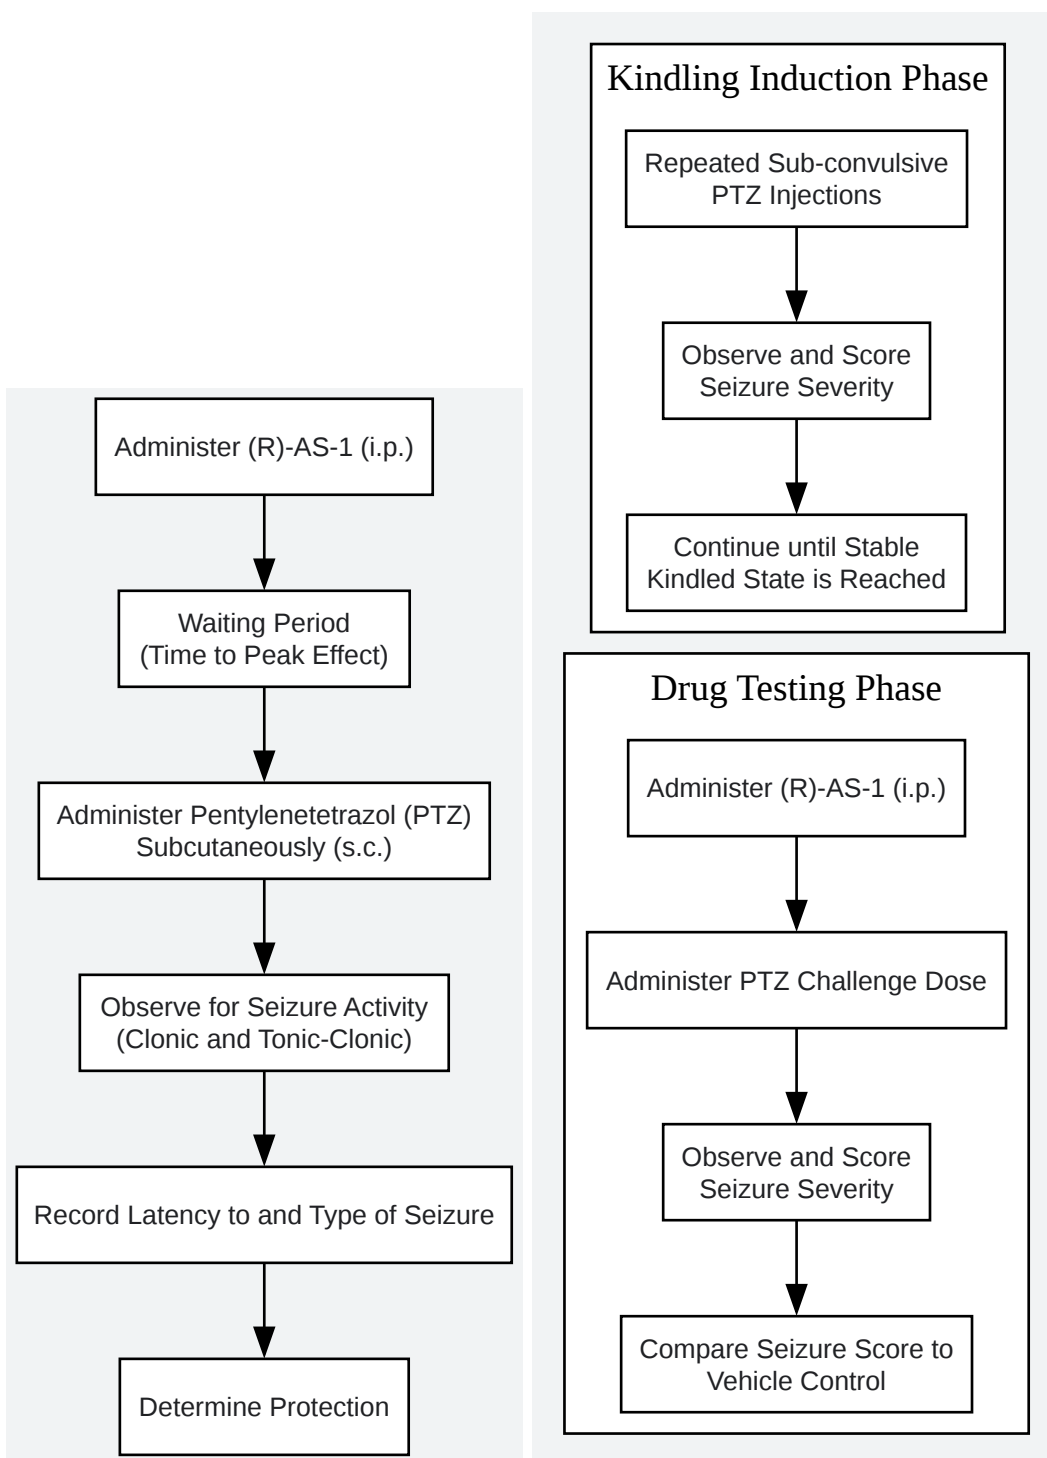 Administer (R)-AS-1 (i.p.)
Waiting Period
(Time to Peak Effect)
Administer Pentylenetetrazol (PTZ)
Subcutaneously (s.c.)
Observe for Seizure Activity
(Clonic and Tonic-Clonic)
Record Latency to and Type of Seizure
Determine Protection
Kindling Induction Phase
Repeated Sub-convulsive
PTZ Injections
Observe and Score
Seizure Severity
Continue until Stable
Kindled State is Reached
Drug Testing Phase
Administer (R)-AS-1 (i.p.)
Administer PTZ Challenge Dose
Observe and Score
Seizure Severity
Compare Seizure Score to
Vehicle Control